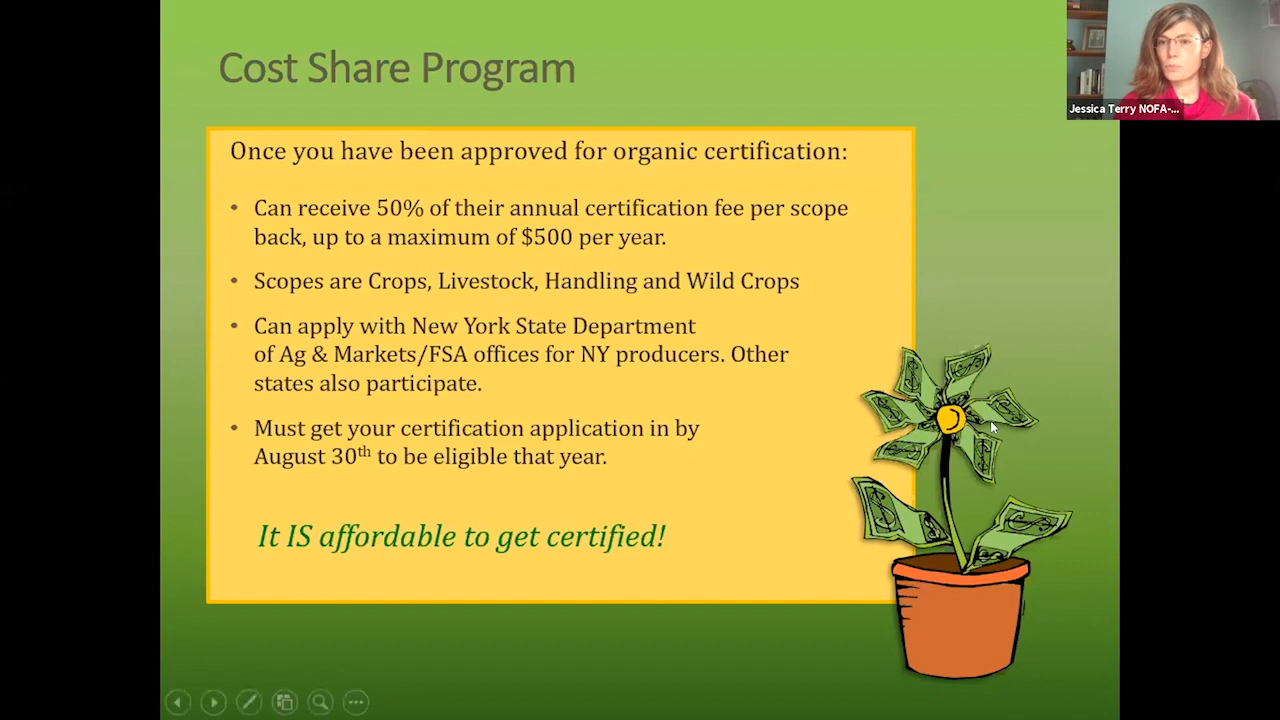 Cost Share Program
Jessica Terry NOFA-...
Once you have been approved for organic certification:
• Can receive 50% of their annual certification fee per scope
back, up to a maximum of $500 per year.
• Scopes are Crops, Livestock, Handling and Wild Crops
• Can apply with New York State Department
of Ag & Markets/FSA offices for NY producers. Other
states also participate.
• Must get your certification application in by
August 30th to be eligible that year.
It IS affordable to get certified!